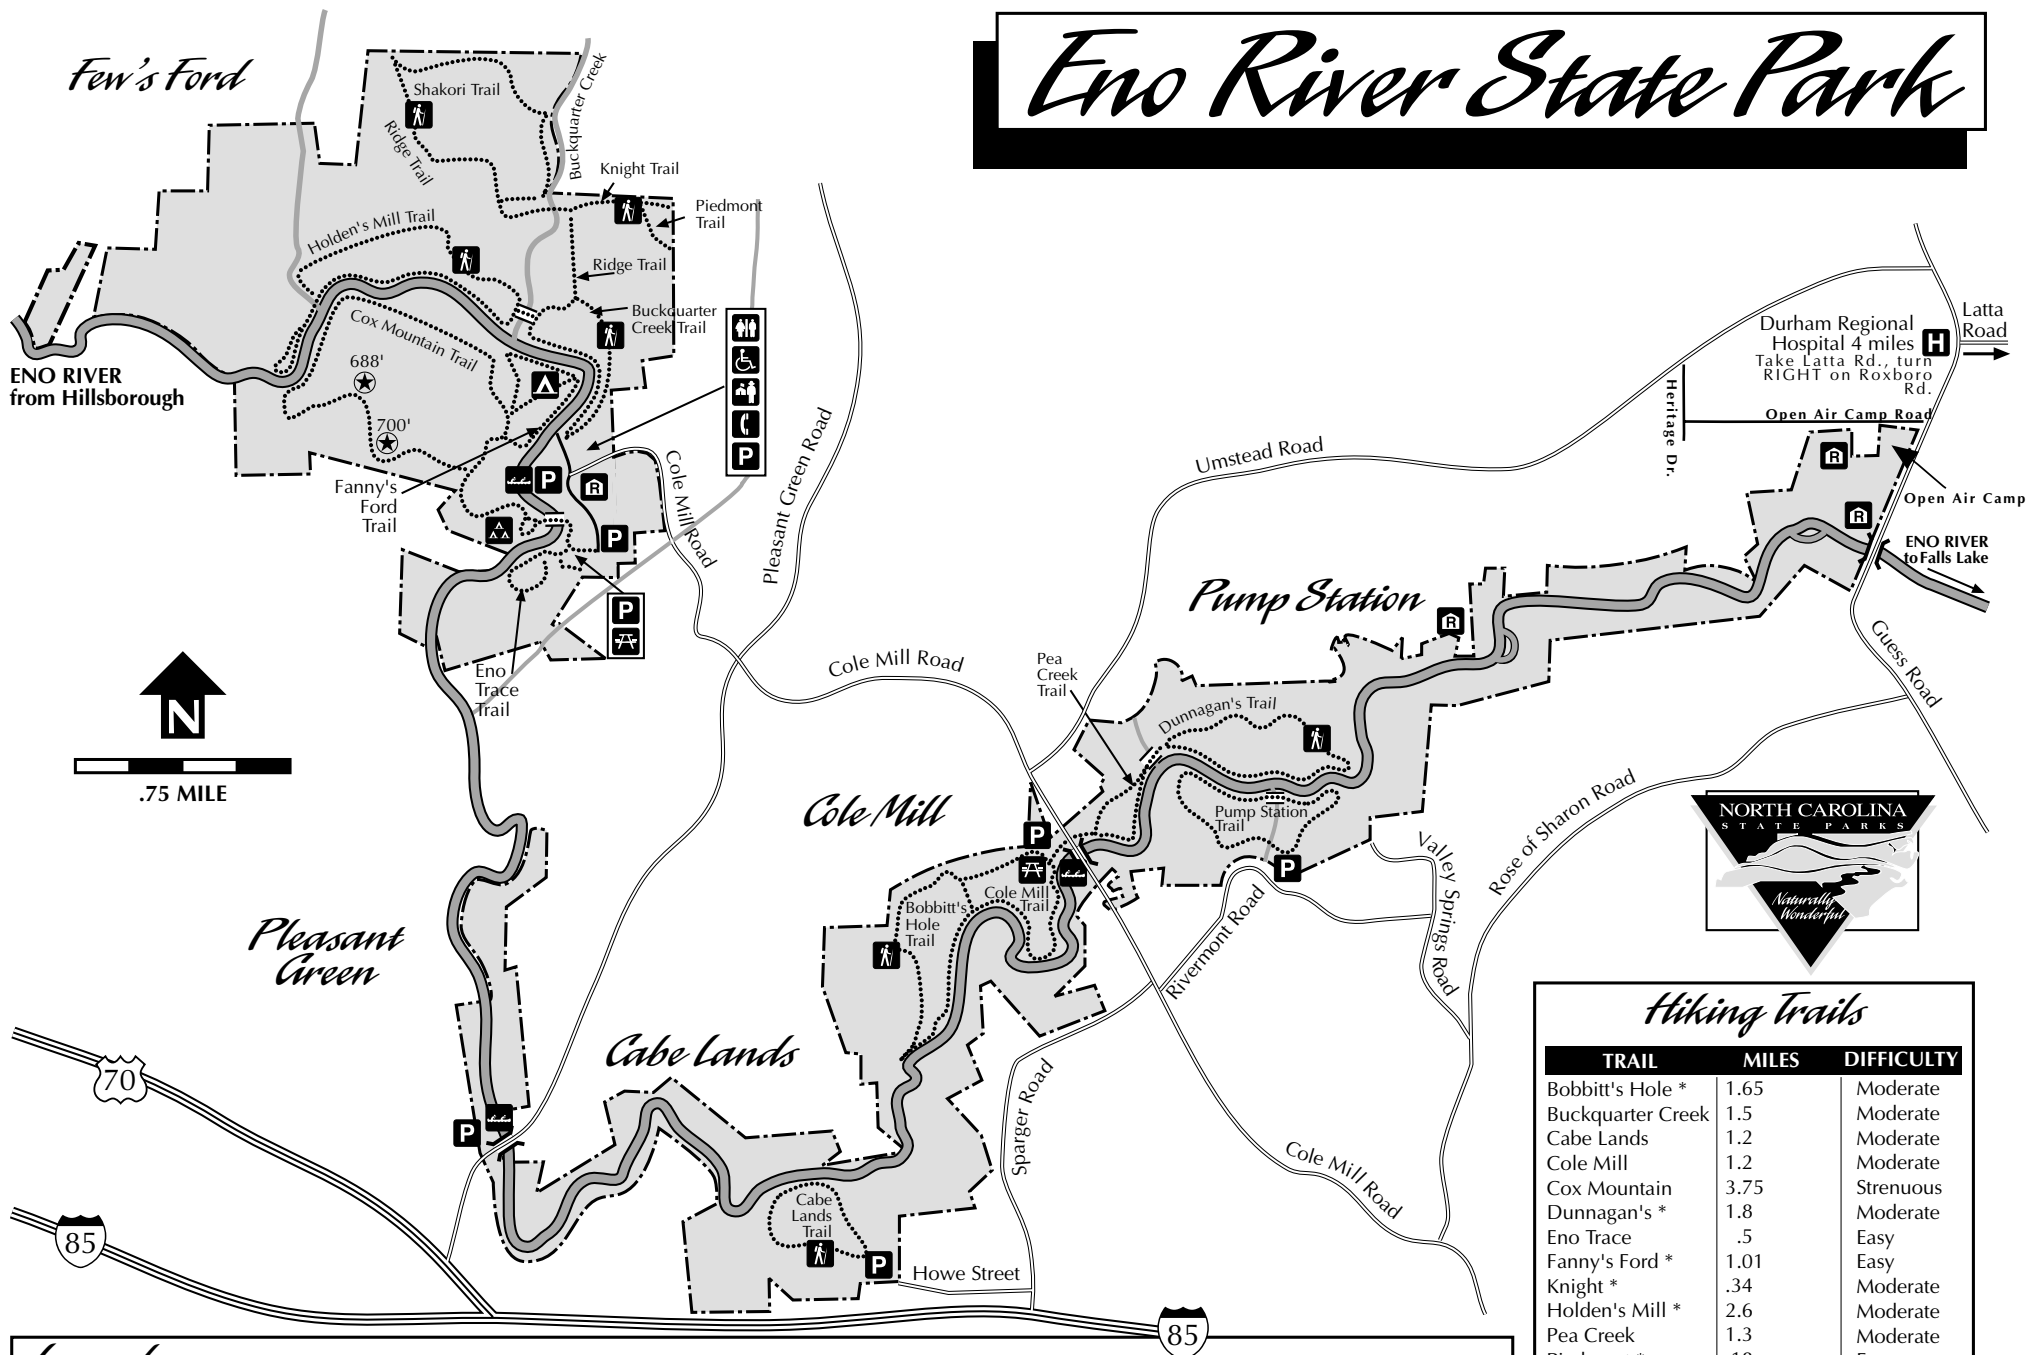 Eno River State Park
Few's Ford
Shakori Trail
Ridge Trail
Buckquarter Creek
Knight Trail
Piedmont
Trail
Holden's Mill Trail
Ridge Trail
Buckquarter
Creek Trail
Cox Mountain Trail
688'
700'
ENO RIVER
from Hillsborough
Fanny's
Ford
Trail
P
R
P
P
P
Cole Mill Road
Pleasant Green Road
Eno
Trace
Trail
N
.75 MILE
Umstead Road
Latta
Road
Durham Regional
Hospital 4 miles
H
Take Latta Rd., turn
RIGHT on Roxboro
Rd.
Heritage Dr.
Open Air Camp Road
R
R
Open Air Camp
ENO RIVER
to Falls Lake
Pump Station
R
Guess Road
Cole Mill Road
Pea
Creek
Trail
Dunnagan's Trail
Pump Station
Trail
P
Cole Mill
P
Cole Mill
Trail
Bobbitt's
Hole
Trail
Rivermont Road
Valley Springs Road
Rose of Sharon Road
NORTH CAROLINA
STATE PARKS
Naturally
Wonderful
Pleasant
Green
P
Cabe Lands
Cabe
Lands
Trail
P
Howe Street
Sparger Road
Cole Mill Road
70
85
85
Hiking Trails
TRAIL MILES DIFFICULTY
Bobbitt's Hole * 1.65 Moderate
Buckquarter Creek 1.5 Moderate
Cabe Lands 1.2 Moderate
Cole Mill 1.2 Moderate
Cox Mountain 3.75 Strenuous
Dunnagan's * 1.8 Moderate
Eno Trace .5 Easy
Fanny's Ford * 1.01 Easy
Knight * .34 Moderate
Holden's Mill * 2.6 Moderate
Pea Creek 1.3 Moderate